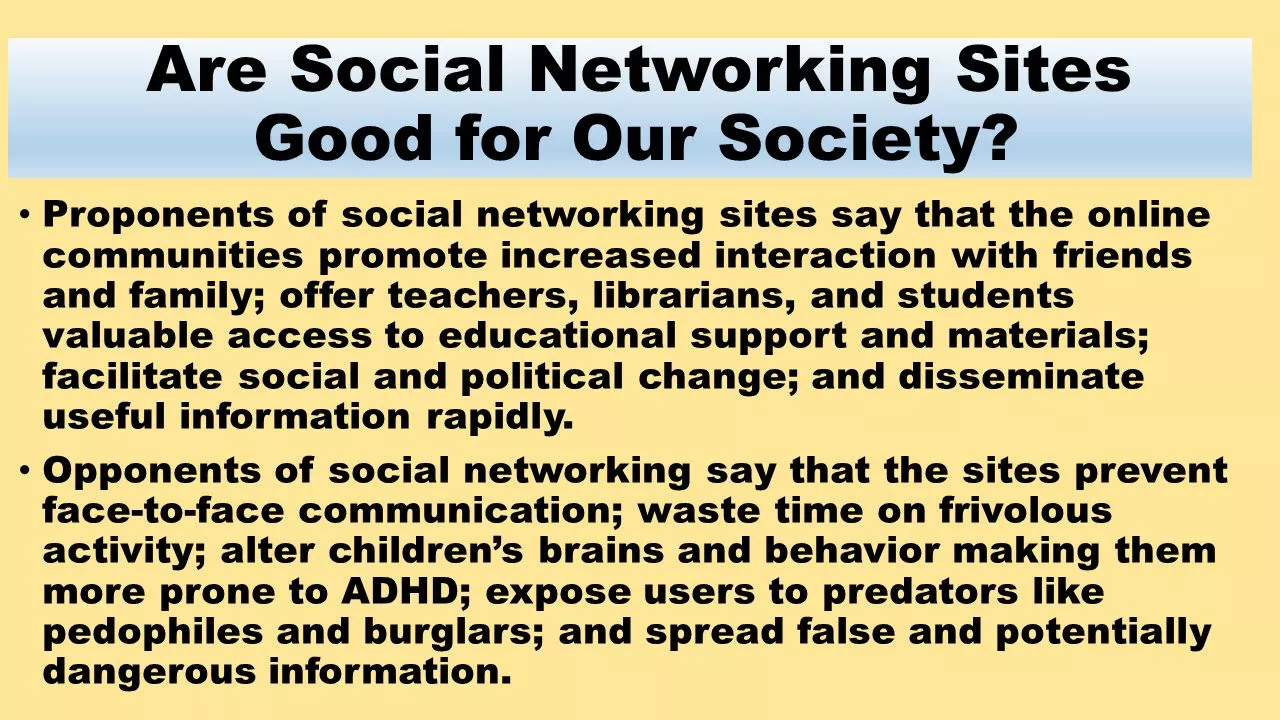 Are Social Networking Sites
Good for Our Society?
• Proponents of social networking sites say that the online
communities promote increased interaction with friends
and family; offer teachers, librarians, and students
valuable access to educational support and materials;
facilitate social and political change; and disseminate
useful information rapidly.
• Opponents of social networking say that the sites prevent
face-to-face communication; waste time on frivolous
activity; alter children’s brains and behavior making them
more prone to ADHD; expose users to predators like
pedophiles and burglars; and spread false and potentially
dangerous information.